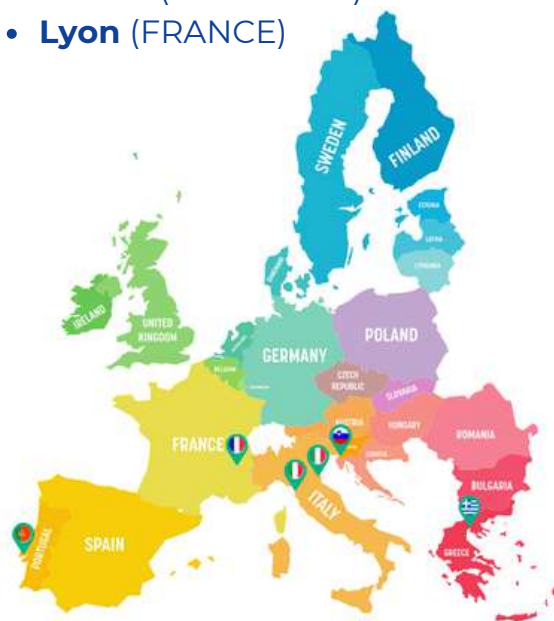 • Lyon (FRANCE)
SWEDEN
FINLAND
ESTONIA
LATVIA
LITHUANIA
IRELAND
UNITED
KINGDOM
BELGIUM
GERMANY
POLAND
CZECH
REPUBLIC
SLOVAKIA
AUSTRIA
HUNGARY
CROATIA
ROMANIA
FRANCE
BULGARIA
ITALY
PORTUGAL
SPAIN
GREECE